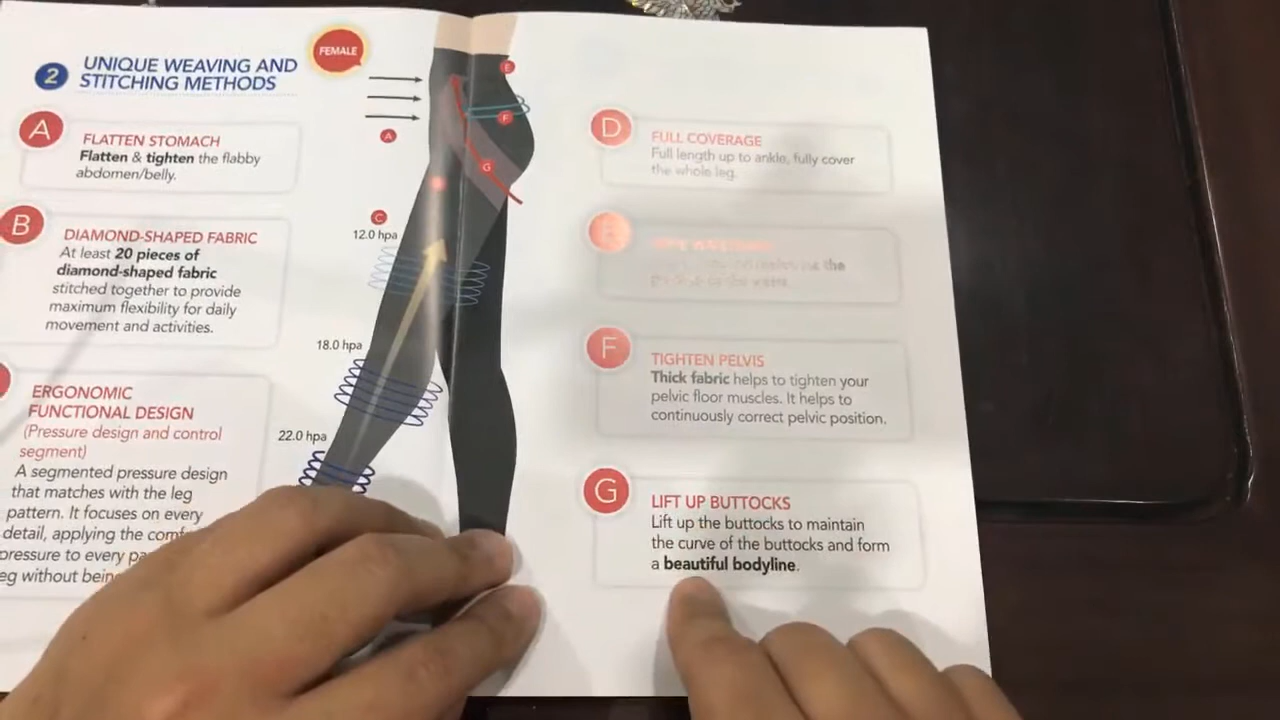 FEMALE
2
UNIQUE WEAVING AND
STITCHING METHODS
A
FLATTEN STOMACH
Flatten & tighten the flabby
abdomen/belly.
B
DIAMOND-SHAPED FABRIC
At least 20 pieces of
diamond-shaped fabric
stitched together to provide
maximum flexibility for daily
movement and activities.
ERGONOMIC
FUNCTIONAL DESIGN
(Pressure design and control
segment)
A segmented pressure design
that matches with the leg
pattern. It focuses on every
detail, applying the
pressure to every
without
A
C
12.0 hpa
18.0 hpa
22.0 hpa
E
F
G
D
FULL COVERAGE
Full length up to ankle, fully cover
the whole leg.
the
F
TIGHTEN PELVIS
Thick fabric helps to tighten your
pelvic floor muscles. It helps to
continuously correct pelvic position.
G
LIFT UP BUTTOCKS
Lift up the buttocks to maintain
the curve of the buttocks and form
a beautiful bodyline.